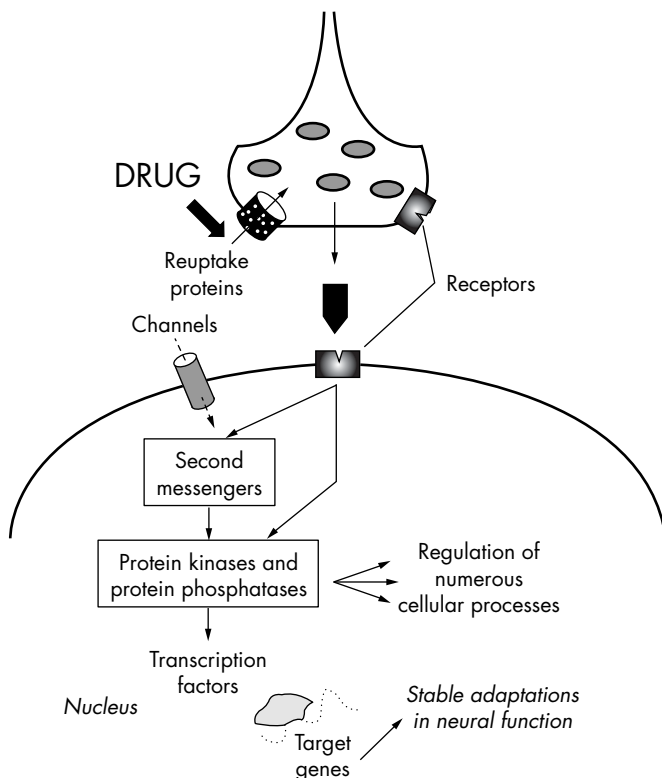 DRUG
Reuptake
proteins
Receptors
Channels
Second
messengers
Protein kinases and
protein phosphatases
Regulation of
numerous
cellular processes
Transcription
factors
Nucleus
Stable adaptations
in neural function
Target
genes